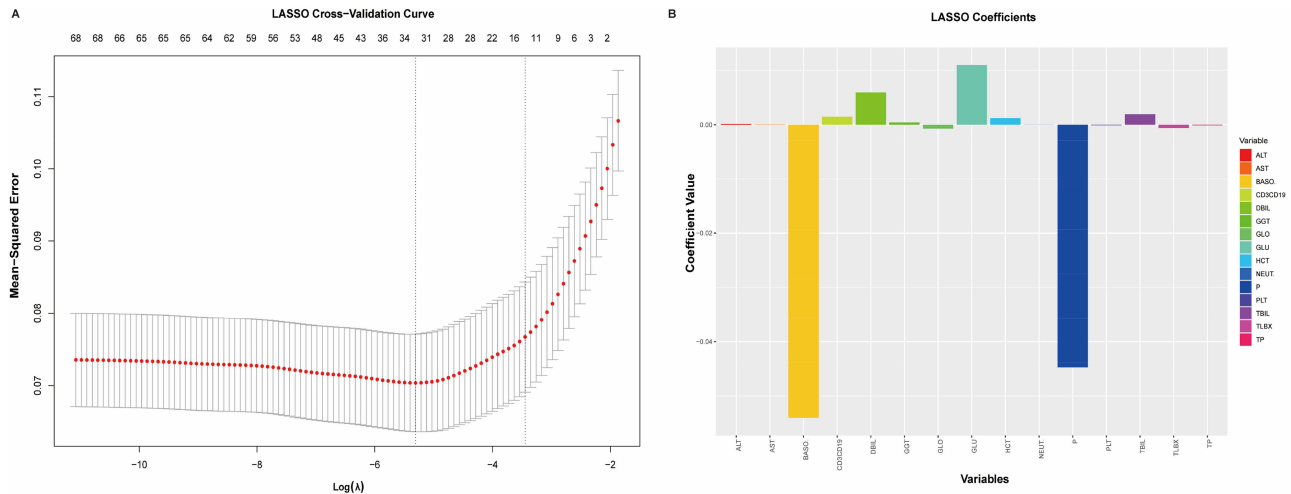 A
LASSO Cross−Validation Curve
68 68 66 65 65 65 64 62 59 56 53 48 45 43 36 34 31 28 28 22 16 11 9 6 3 2
Mean−Squared Error
0.11
0.10
0.09
0.08
0.07
−10 −8 −6 −4 −2
Log(λ)
B
LASSO Coefficients
Coefficient Value
0.00
−0.02
−0.04
ALT AST BASO. CD3CD19 DBIL GGT GLO GLU HCT NEUT. P PLT TBIL TLBX TP
Variables
Variable
ALT
AST
BASO.
CD3CD19
DBIL
GGT
GLO
GLU
HCT
NEUT.
P
PLT
TBIL
TLBX
TP